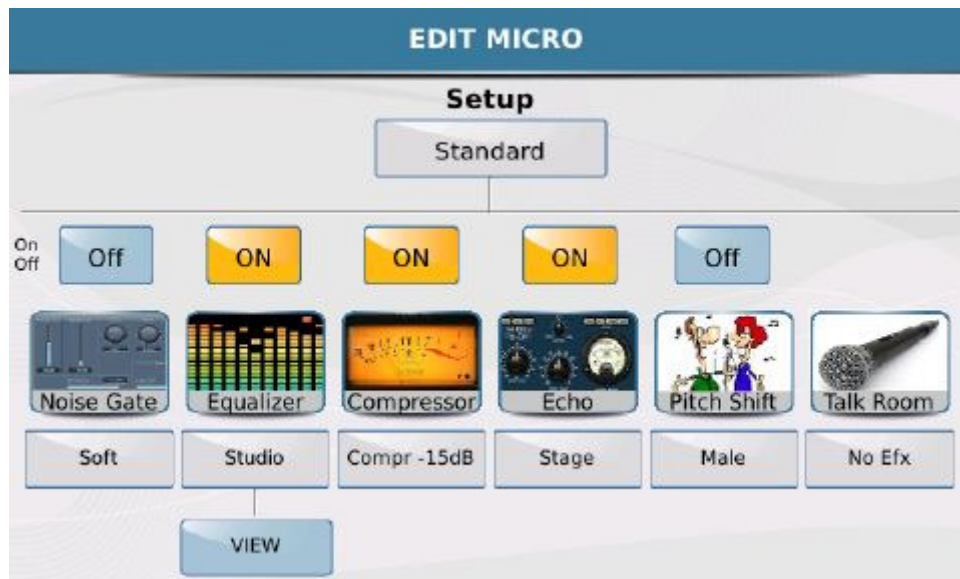 EDIT MICRO
Setup
Standard
On
Off
Off
ON
ON
ON
Off
Noise Gate
Equalizer
Compressor
Echo
Pitch Shift
Talk Room
Soft
Studio
Compr -15dB
Stage
Male
No Efx
VIEW